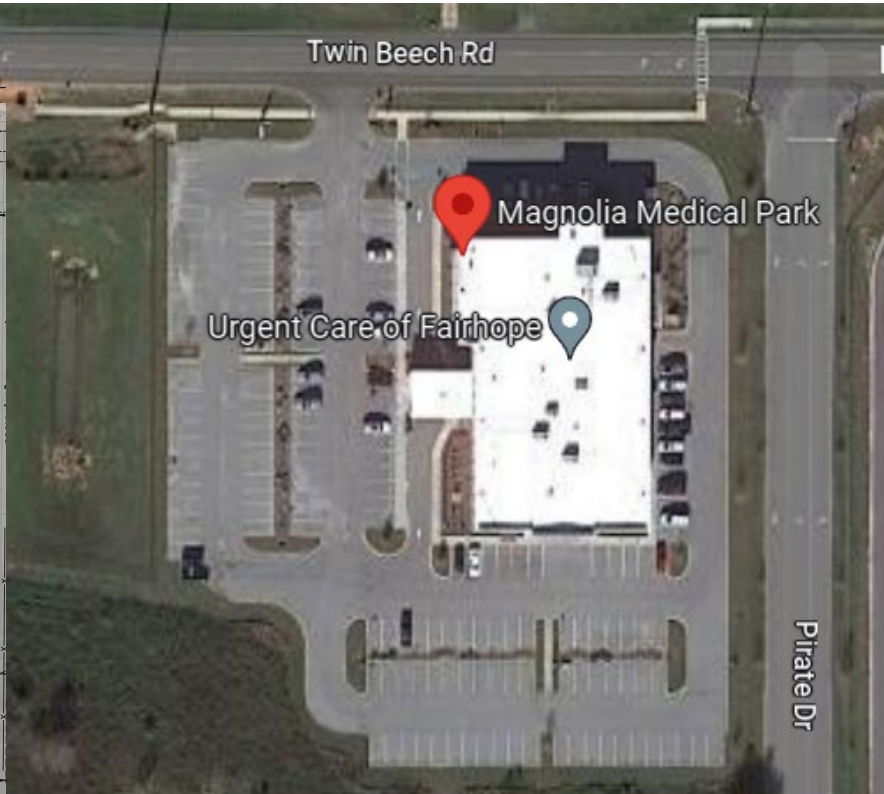 Twin Beech Rd
Magnolia Medical Park
Urgent Care of Fairhope
Pirate Dr